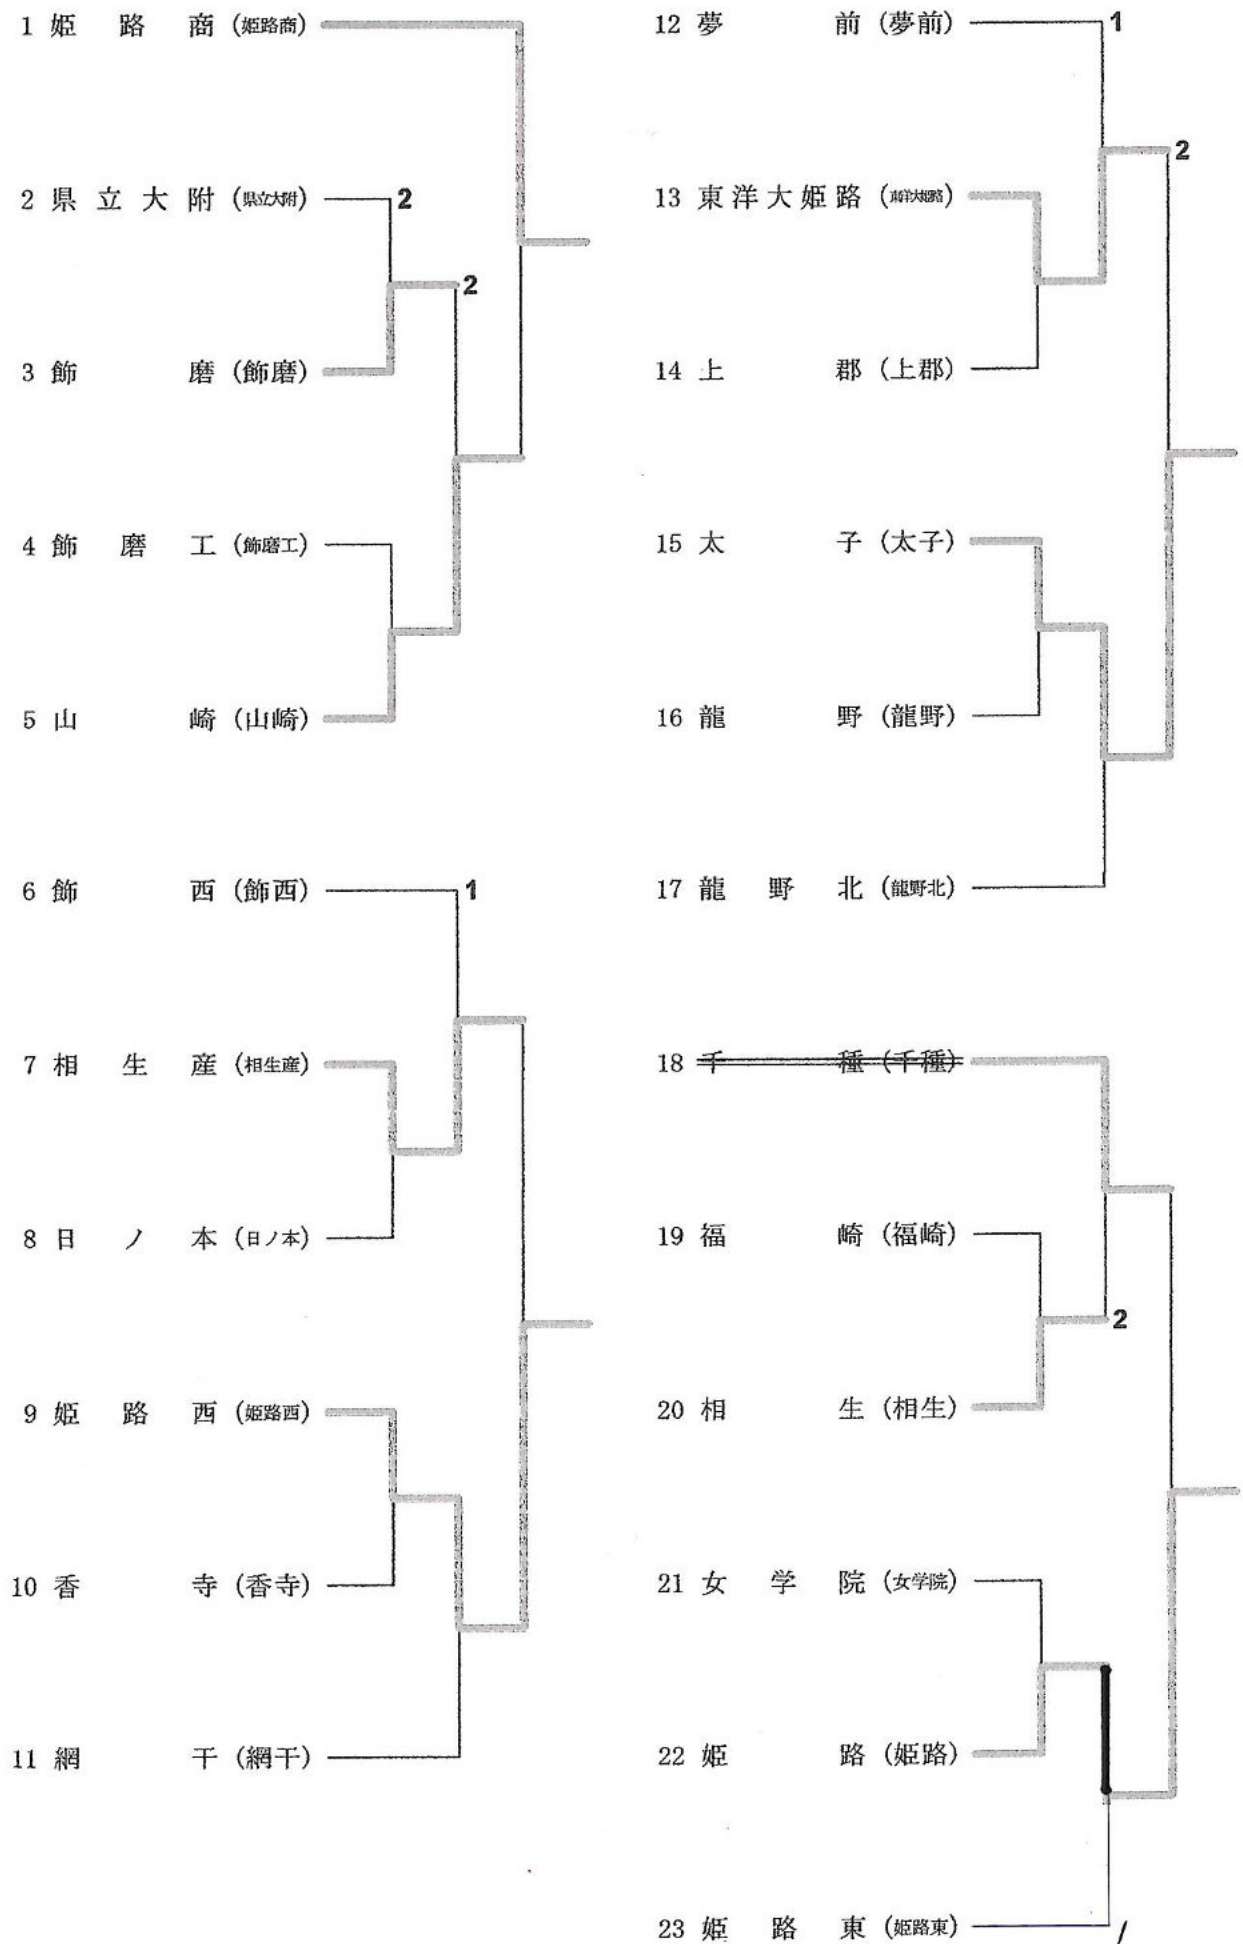 1 姫路商 (姫路商)
2 県立大附 (県立大附) 2
2
3 飾磨 (飾磨)
4 飾磨工 (飾磨工)
5 山崎 (山崎)
6 飾西 (飾西) 1
7 相生産 (相生産)
8 日ノ本 (日ノ本)
9 姫路西 (姫路西)
10 香寺 (香寺)
11 網干 (網干)
12 夢前 (夢前) 1
2
13 東洋大姫路 (東洋大姫路)
14 上郡 (上郡)
15 太子 (太子)
16 龍野 (龍野)
17 龍野北 (龍野北)
18 千種 (千種)
19 福崎 (福崎)
2
20 相生 (相生)
21 女学院 (女学院)
22 姫路 (姫路)
23 姫路東 (姫路東)